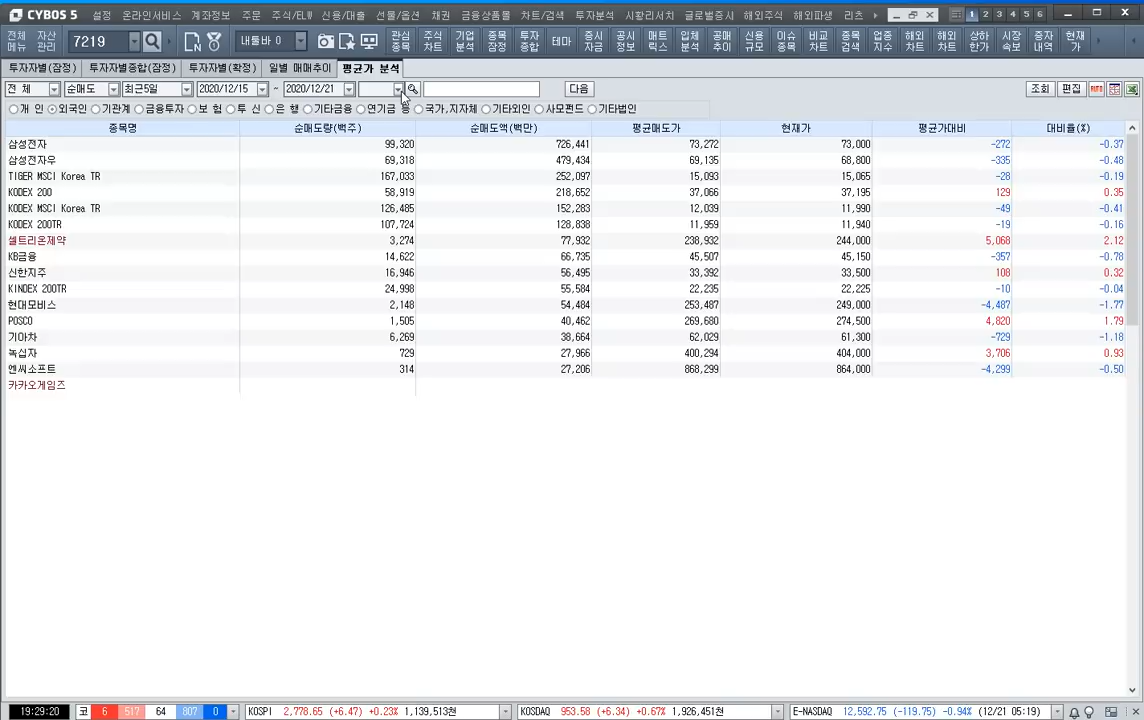 CYBOS 5 설정 온라인서비스 계좌정보 주문 주식/ELW 신용/대출 선물/옵션 채권 금융상품몰 차트/검색 투자분석 시황리서치 글로벌증시 해외주식 해외파생 리츠 1 2 3 4 5 6
전체 메뉴 자산 관리 7219 내툴바 0 관심 종목 주식 차트 기업 분석 종목 잠정 투자 종합 테마 증시 자금 공시 정보 매트 릭스 입체 분석 공매 추이 신용 규모 이슈 종목 비교 차트 종목 검색 업종 지수 해외 차트 해외 차트 상하 한가 시장 속보 증자 내역 현재 가
투자자별(잠정) 투자자별종합(잠정) 투자자별(확정) 일별 매매추이 평균가 분석
전 체 순매도 최근5일 2020/12/15 ~ 2020/12/21 다음 조회 편집
개 인 외국인 기관계 금융투자 보 험 투 신 은 행 기타금융 연기금 등 국가,지자체 기타외인 사모펀드 기타법인
종목명 순매도량(백주) 순매도액(백만) 평균매도가 현재가 평균가대비 대비율(%)
삼성전자 99,320 726,441 73,272 73,000 -272 -0.37
삼성전자우 69,318 479,434 69,135 68,800 -335 -0.48
TIGER MSCI Korea TR 167,033 252,097 15,093 15,065 -28 -0.19
KODEX 200 58,919 218,652 37,066 37,195 129 0.35
KODEX MSCI Korea TR 126,485 152,283 12,039 11,990 -49 -0.41
KODEX 200TR 107,724 128,838 11,959 11,940 -19 -0.16
셀트리온제약 3,274 77,932 238,932 244,000 5,068 2.12
KB금융 14,622 66,735 45,507 45,150 -357 -0.78
신한지주 16,946 56,495 33,392 33,500 108 0.32
KINDEX 200TR 24,998 55,584 22,235 22,225 -10 -0.04
현대모비스 2,148 54,484 253,487 249,000 -4,487 -1.77
POSCO 1,505 40,462 269,680 274,500 4,820 1.79
기아차 6,269 38,664 62,029 61,300 -729 -1.18
녹십자 729 27,966 400,294 404,000 3,706 0.93
엔씨소프트 314 27,206 868,299 864,000 -4,299 -0.50
카카오게임즈
19:29:20 코 6 517 64 807 0 KOSPI 2,778.65 (+6.47) +0.23% 1,139,513천 KOSDAQ 953.58 (+6.34) +0.67% 1,926,451천 E-NASDAQ 12,592.75 (-119.75) -0.94% (12/21 05:19)